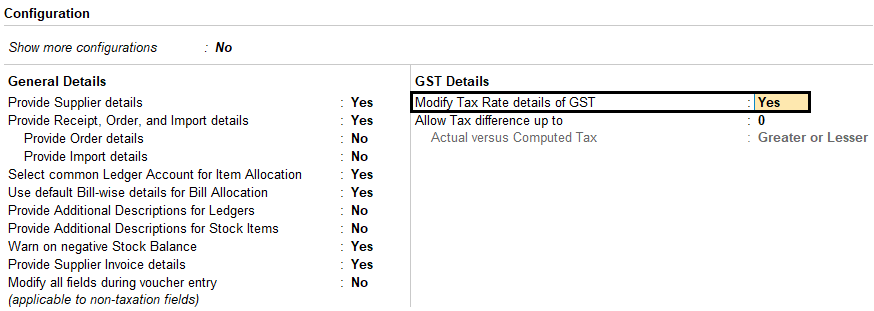 Configuration
Show more configurations : No
General Details
Provide Supplier details : Yes
Provide Receipt, Order, and Import details : Yes
Provide Order details : No
Provide Import details : No
Select common Ledger Account for Item Allocation : Yes
Use default Bill-wise details for Bill Allocation : Yes
Provide Additional Descriptions for Ledgers : No
Provide Additional Descriptions for Stock Items : No
Warn on negative Stock Balance : Yes
Provide Supplier Invoice details : Yes
Modify all fields during voucher entry : No
(applicable to non-taxation fields)
GST Details
Modify Tax Rate details of GST : Yes
Allow Tax difference up to : 0
Actual versus Computed Tax : Greater or Lesser